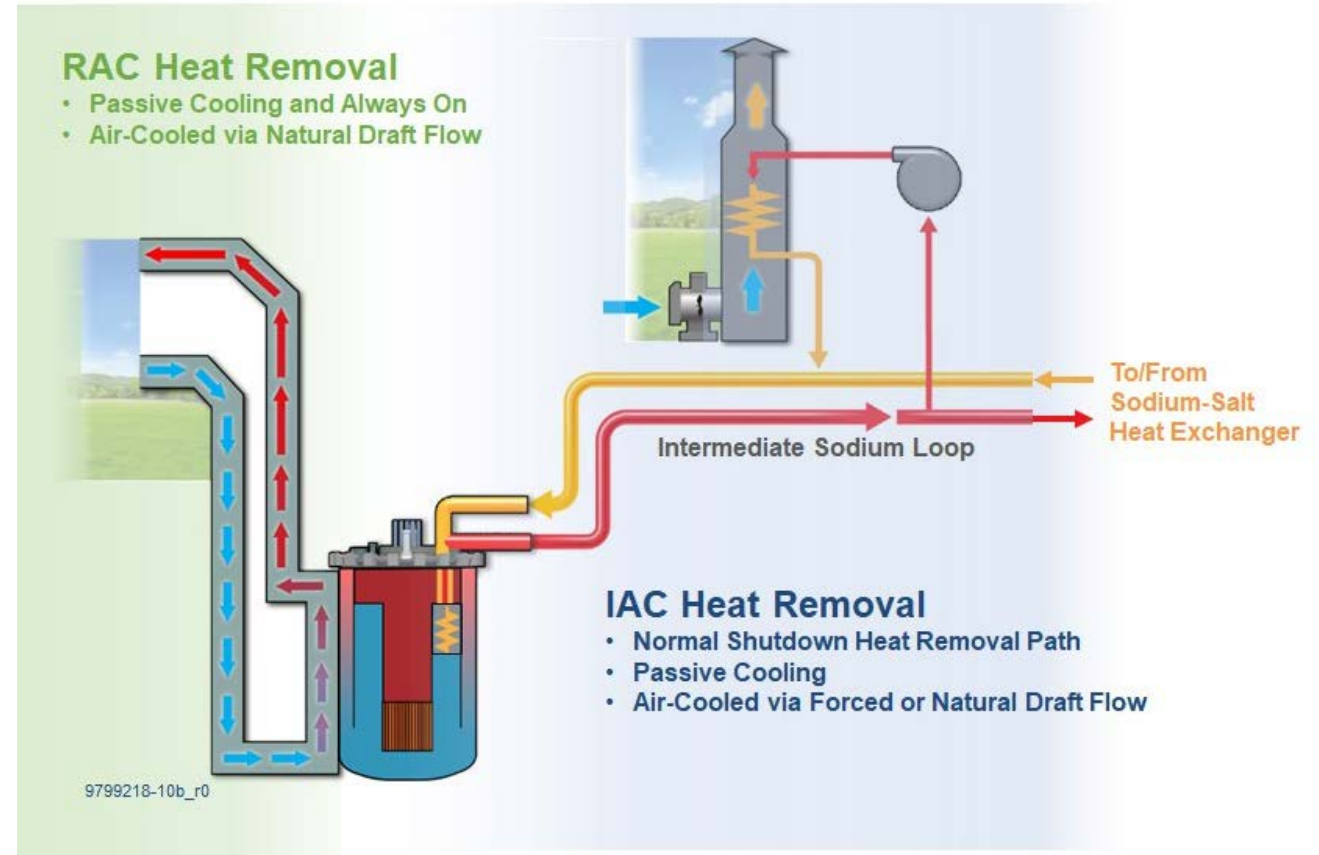 RAC Heat Removal
• Passive Cooling and Always On
• Air-Cooled via Natural Draft Flow
To/From
Sodium-Salt
Heat Exchanger
Intermediate Sodium Loop
IAC Heat Removal
• Normal Shutdown Heat Removal Path
• Passive Cooling
• Air-Cooled via Forced or Natural Draft Flow
9799218-10b_r0